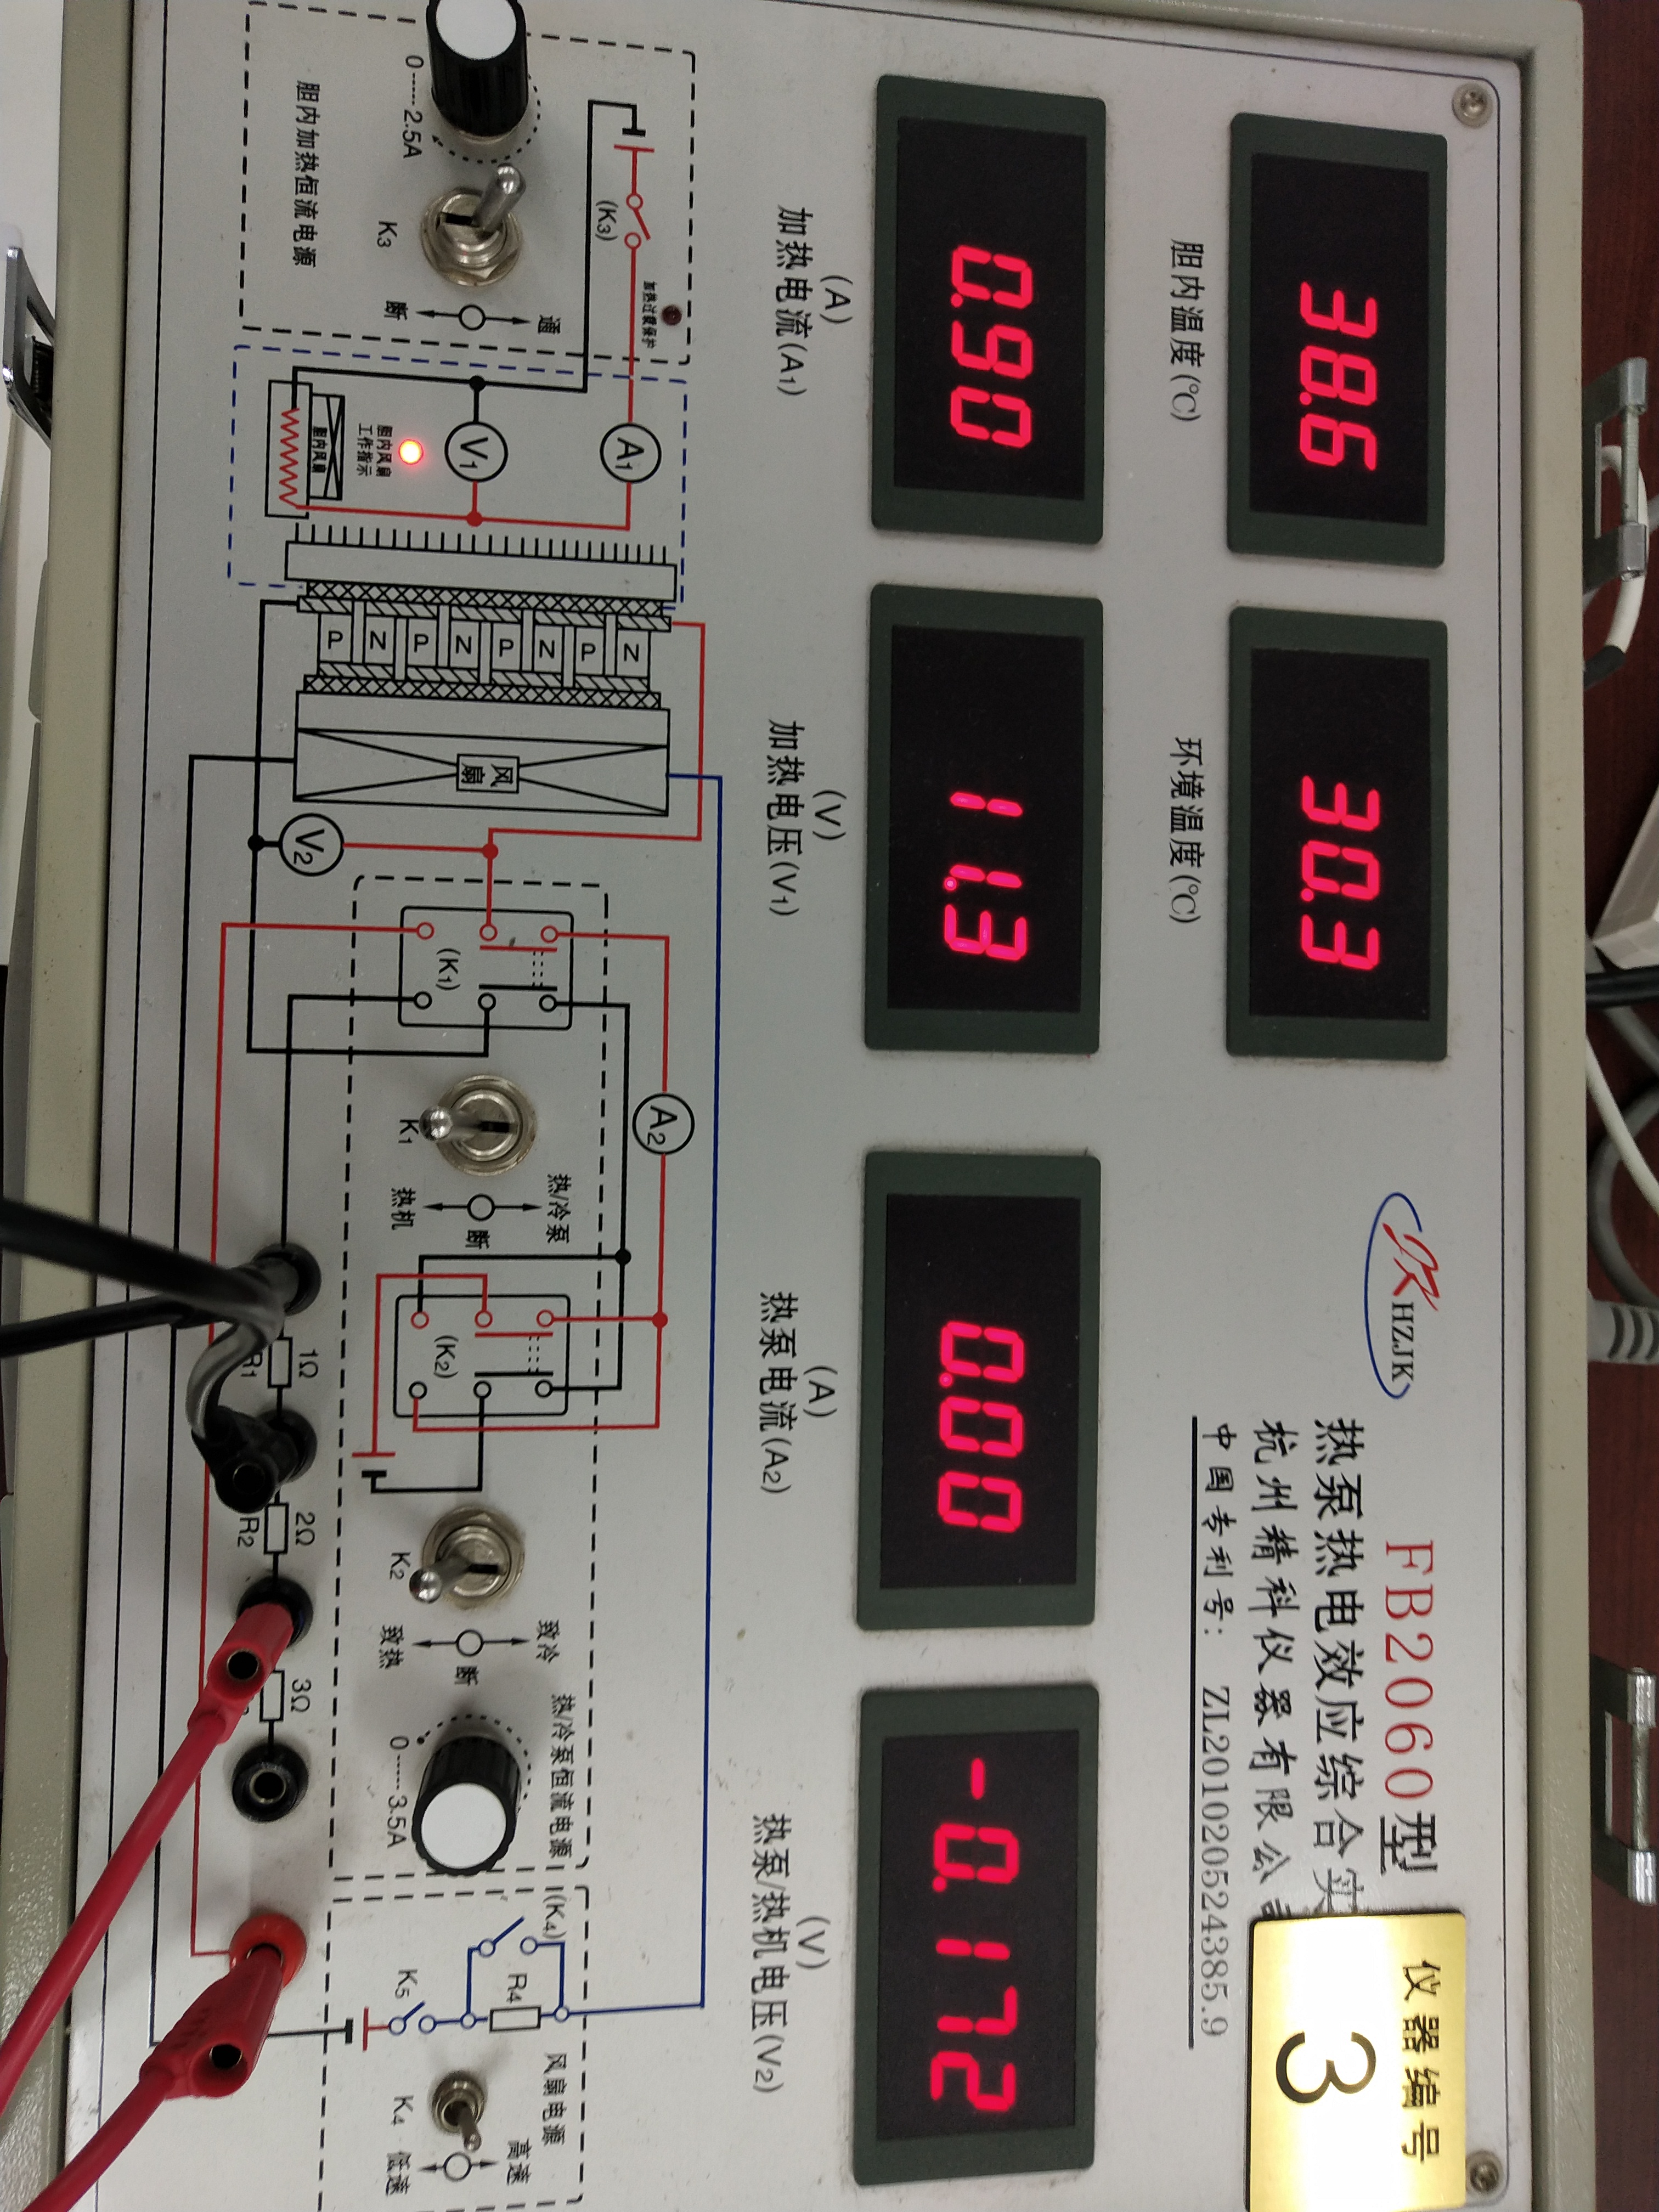 38.6
30.3
胆内温度(℃)
环境温度(℃)
JK HZJK
FB2060型
热泵热电效应综合实
杭州精科仪器有限公司
中国专利号: ZL201020524385.9
仪器编号
3
0.90
11.3
0.00
-0.172
(A)
加热电流(A1)
(V)
加热电压(V1)
(A)
热泵电流(A2)
(V)
热泵/热机电压(V2)
加热过载保护
(K3)
通
断
0-----2.5A
K3
胆内加热恒流电源
A1
V1
胆内风扇
工作指示
胆内风扇
N
P
N
P
N
P
N
P
风扇
V2
A2
(K1)
热/冷泵
断
热机
K1
(K2)
致冷
断
致热
K2
热/冷泵恒流电源
0-----3.5A
(K4)
风扇电源
R4
高速
低速
K5
K4
1Ω
R1
2Ω
R2
3Ω